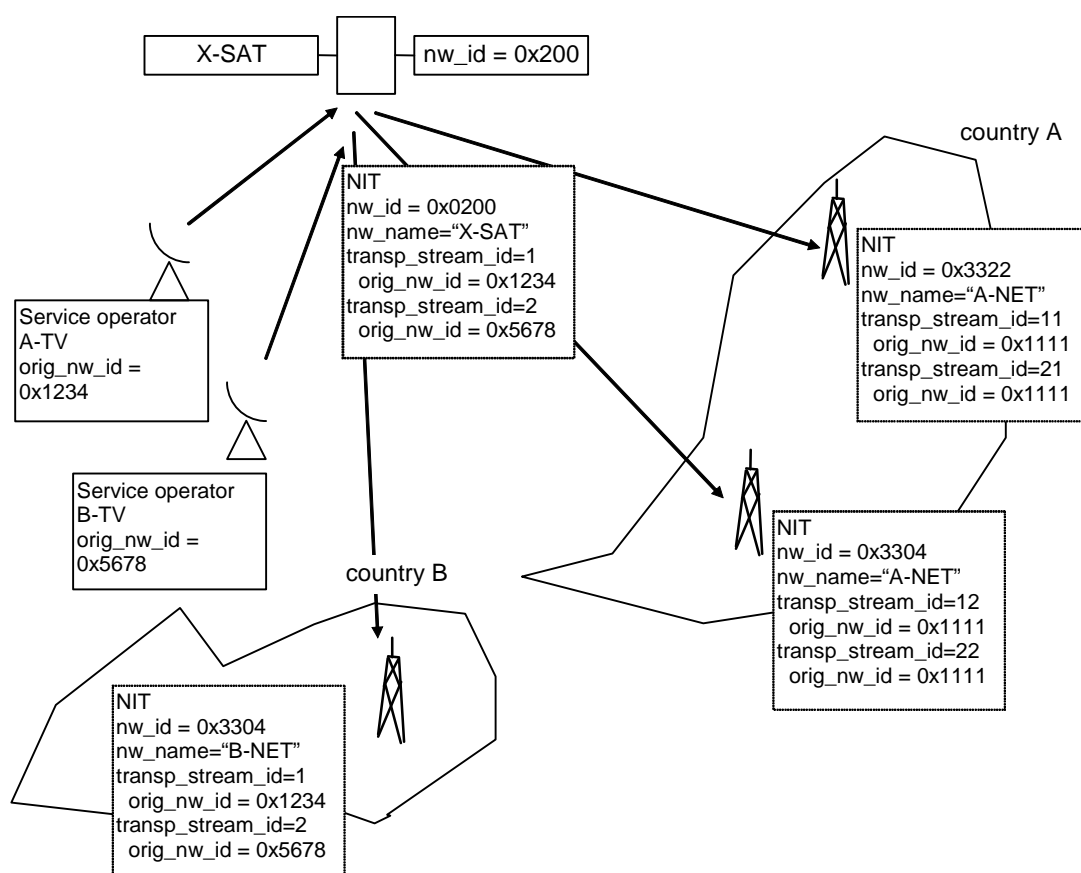 X-SAT
nw_id = 0x200
country A
NIT
nw_id = 0x0200
nw_name=“X-SAT”
transp_stream_id=1
orig_nw_id = 0x1234
transp_stream_id=2
orig_nw_id = 0x5678
NIT
nw_id = 0x3322
nw_name=“A-NET”
transp_stream_id=11
orig_nw_id = 0x1111
transp_stream_id=21
orig_nw_id = 0x1111
Service operator
A-TV
orig_nw_id =
0x1234
Service operator
B-TV
orig_nw_id =
0x5678
NIT
nw_id = 0x3304
nw_name=“A-NET”
transp_stream_id=12
orig_nw_id = 0x1111
transp_stream_id=22
orig_nw_id = 0x1111
country B
NIT
nw_id = 0x3304
nw_name=“B-NET”
transp_stream_id=1
orig_nw_id = 0x1234
transp_stream_id=2
orig_nw_id = 0x5678